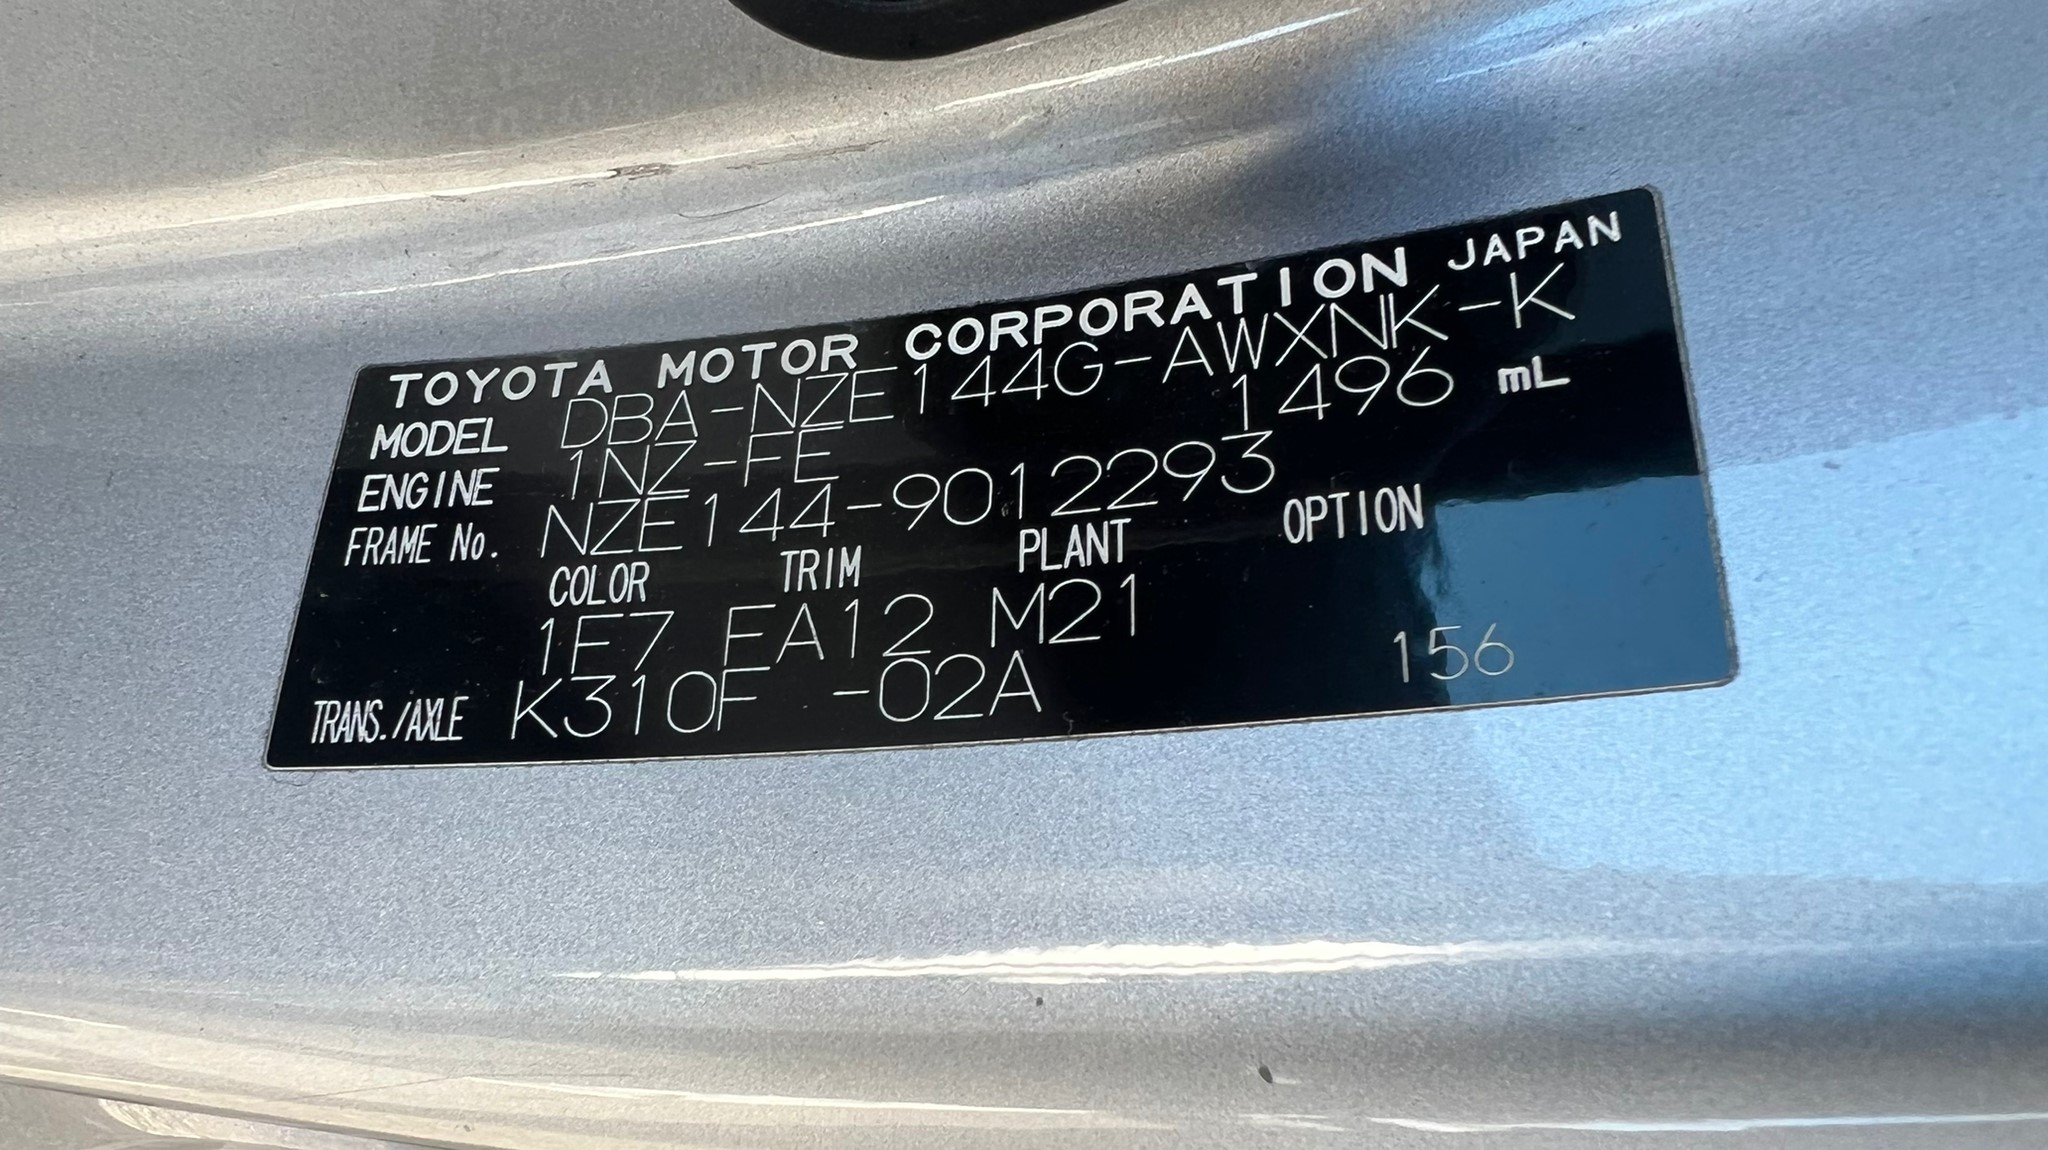 TOYOTA MOTOR CORPORATION JAPAN
MODEL DBA-NZE144G-AWXNK-K
ENGINE 1NZ-FE 1496 mL
FRAME No. NZE144-9012293
COLOR TRIM PLANT OPTION
1F7 FA12 M21
TRANS./AXLE K310F -02A 156